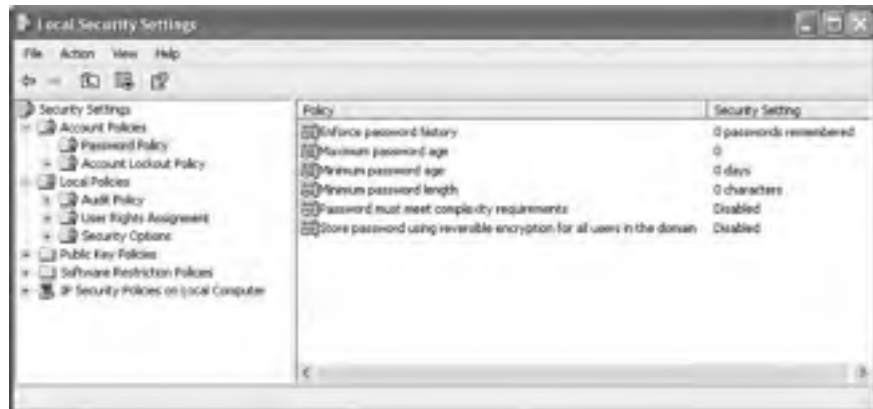 Local Security Settings
File Action View Help
Security Settings
Account Policies
Password Policy
Account Lockout Policy
Local Policies
Audit Policy
User Rights Assignment
Security Options
Public Key Policies
Software Restriction Policies
IP Security Policies on Local Computer
Policy Security Setting
Enforce password history 0 passwords remembered
Maximum password age 0
Minimum password age 0 days
Minimum password length 0 characters
Password must meet complexity requirements Disabled
Store password using reversible encryption for all users in the domain Disabled